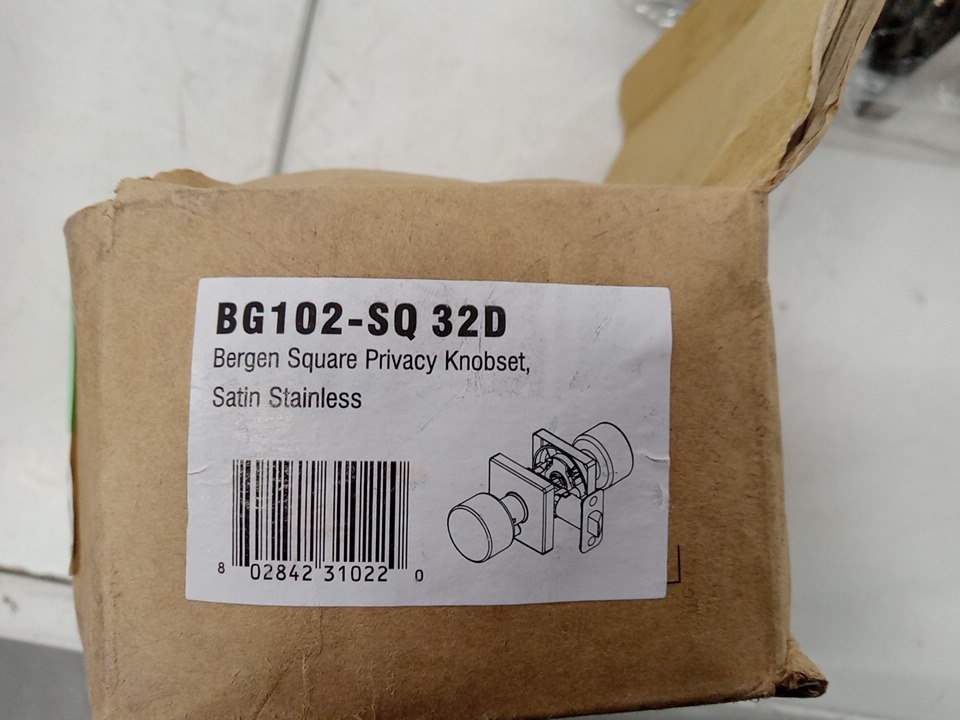 BG102-SQ 32D
Bergen Square Privacy Knobset,
Satin Stainless
8 02842 31022 0